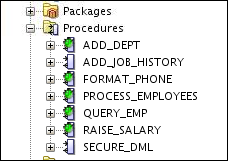 Packages
Procedures
ADD_DEPT
ADD_JOB_HISTORY
FORMAT_PHONE
PROCESS_EMPLOYEES
QUERY_EMP
RAISE_SALARY
SECURE_DML